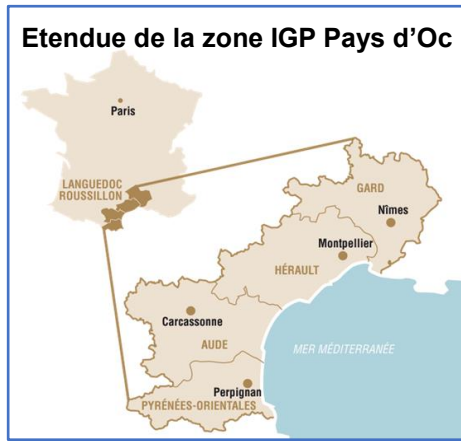 Etendue de la zone IGP Pays d’Oc
Paris
LANGUEDOC
ROUSSILLON
GARD
Nîmes
Montpellier
HÉRAULT
Carcassonne
AUDE
MER MÉDITERRANÉE
Perpignan
PYRÉNÉES-ORIENTALES